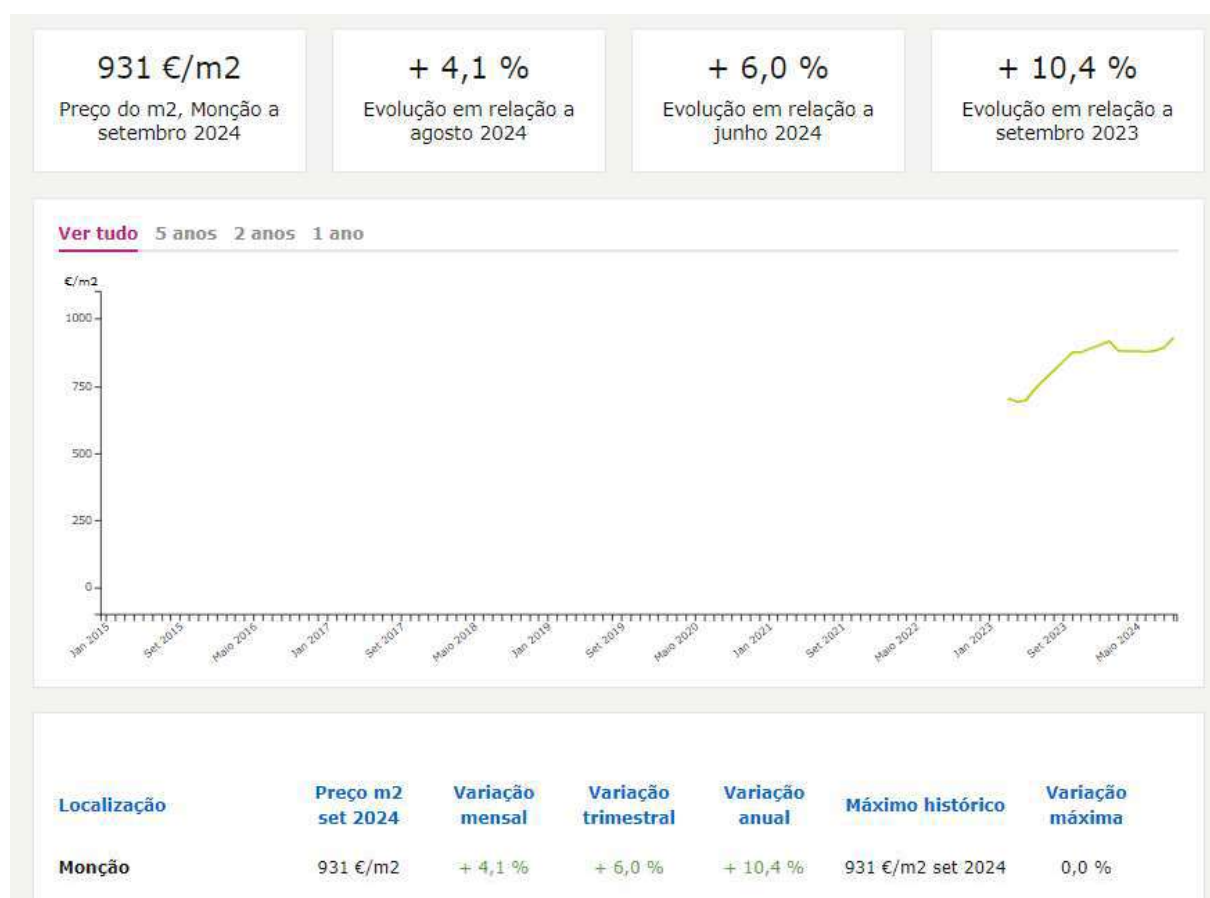 931 €/m2
Preço do m2, Monção a
setembro 2024
+ 4,1 %
Evolução em relação a
agosto 2024
+ 6,0 %
Evolução em relação a
junho 2024
+ 10,4 %
Evolução em relação a
setembro 2023
Ver tudo 5 anos 2 anos 1 ano
€/m2
1000
750
500
250
0
Jan 2015 Set 2015 Maio 2016 Jan 2017 Set 2017 Maio 2018 Jan 2019 Set 2019 Maio 2020 Jan 2021 Set 2021 Maio 2022 Jan 2023 Set 2023 Maio 2024
Localização Preço m2 set 2024 Variação mensal Variação trimestral Variação anual Máximo histórico Variação máxima
Monção 931 €/m2 + 4,1 % + 6,0 % + 10,4 % 931 €/m2 set 2024 0,0 %